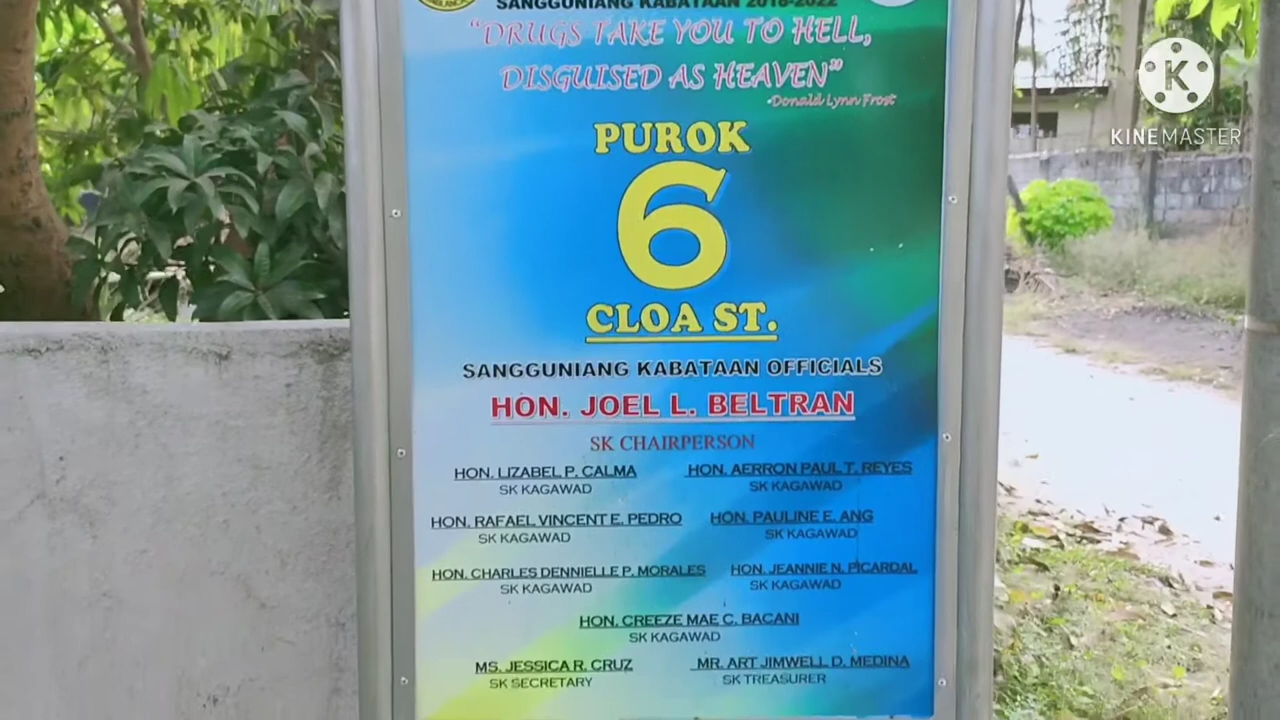 SANGGUNIANG KABATAAN 2018-2022
“DRUGS TAKE YOU TO HELL,
DISGUISED AS HEAVEN”
-Donald Lynn Frost
PUROK
6
CLOA ST.
SANGGUNIANG KABATAAN OFFICIALS
HON. JOEL L. BELTRAN
SK CHAIRPERSON
HON. LIZABEL P. CALMA HON. AERRON PAUL T. REYES
SK KAGAWAD SK KAGAWAD
HON. RAFAEL VINCENT E. PEDRO HON. PAULINE E. ANG
SK KAGAWAD SK KAGAWAD
HON. CHARLES DENNIELLE P. MORALES HON. JEANNIE N. PICARDAL
SK KAGAWAD SK KAGAWAD
HON. CREEZE MAE C. BACANI
SK KAGAWAD
MS. JESSICA R. CRUZ MR. ART JIMWELL D. MEDINA
SK SECRETARY SK TREASURER
K
KINEMASTER